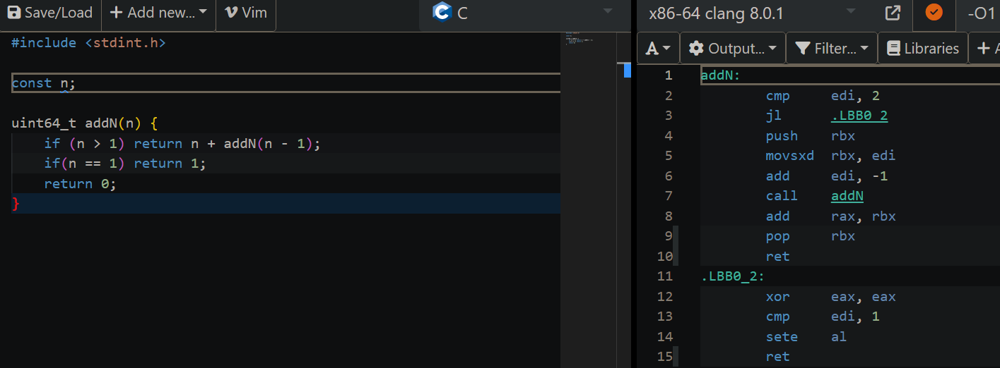 Save/Load + Add new... Vim C
#include <stdint.h>
const n;
uint64_t addN(n) {
if (n > 1) return n + addN(n - 1);
if(n == 1) return 1;
return 0;
}
x86-64 clang 8.0.1 -O1
A Output... Filter... Libraries + A
1 addN:
2 cmp edi, 2
3 jl .LBB0_2
4 push rbx
5 movsxd rbx, edi
6 add edi, -1
7 call addN
8 add rax, rbx
9 pop rbx
10 ret
11 .LBB0_2:
12 xor eax, eax
13 cmp edi, 1
14 sete al
15 ret